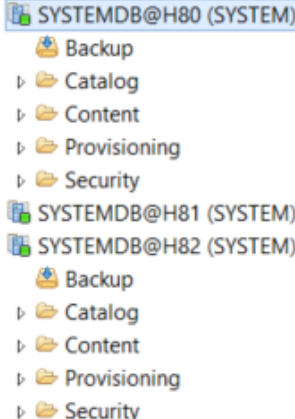 SYSTEMDB@H80 (SYSTEM)
Backup
Catalog
Content
Provisioning
Security
SYSTEMDB@H81 (SYSTEM)
SYSTEMDB@H82 (SYSTEM)
Backup
Catalog
Content
Provisioning
Security